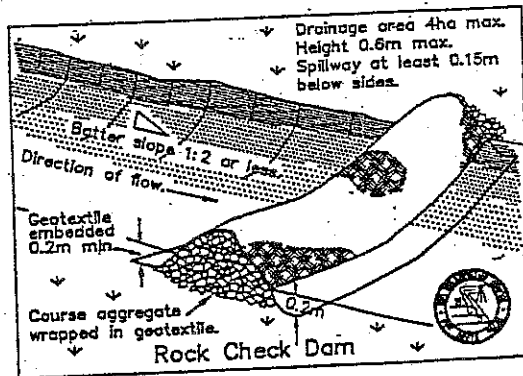 Drainage area 4ha max.
Height 0.6m max.
Spillway at least 0.15m
below sides.
Batter slope 1:2 or less.
Direction of flow.
Geotextile
embedded
0.2m min
0.2m
Course aggregate
wrapped in geotextile.
Rock Check Dam